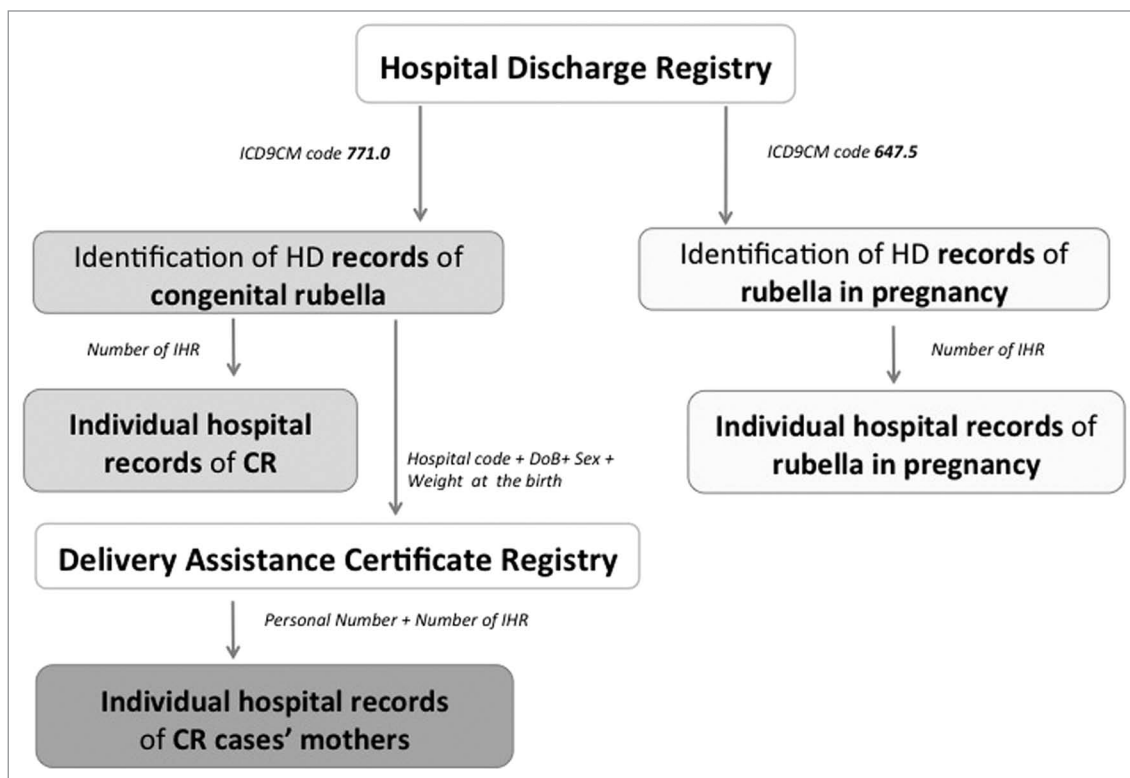 Hospital Discharge Registry
ICD9CM code 771.0
ICD9CM code 647.5
Identification of HD records of
congenital rubella
Identification of HD records of
rubella in pregnancy
Number of IHR
Number of IHR
Individual hospital
records of CR
Individual hospital records of
rubella in pregnancy
Hospital code + DoB+ Sex +
Weight at the birth
Delivery Assistance Certificate Registry
Personal Number + Number of IHR
Individual hospital records
of CR cases’ mothers